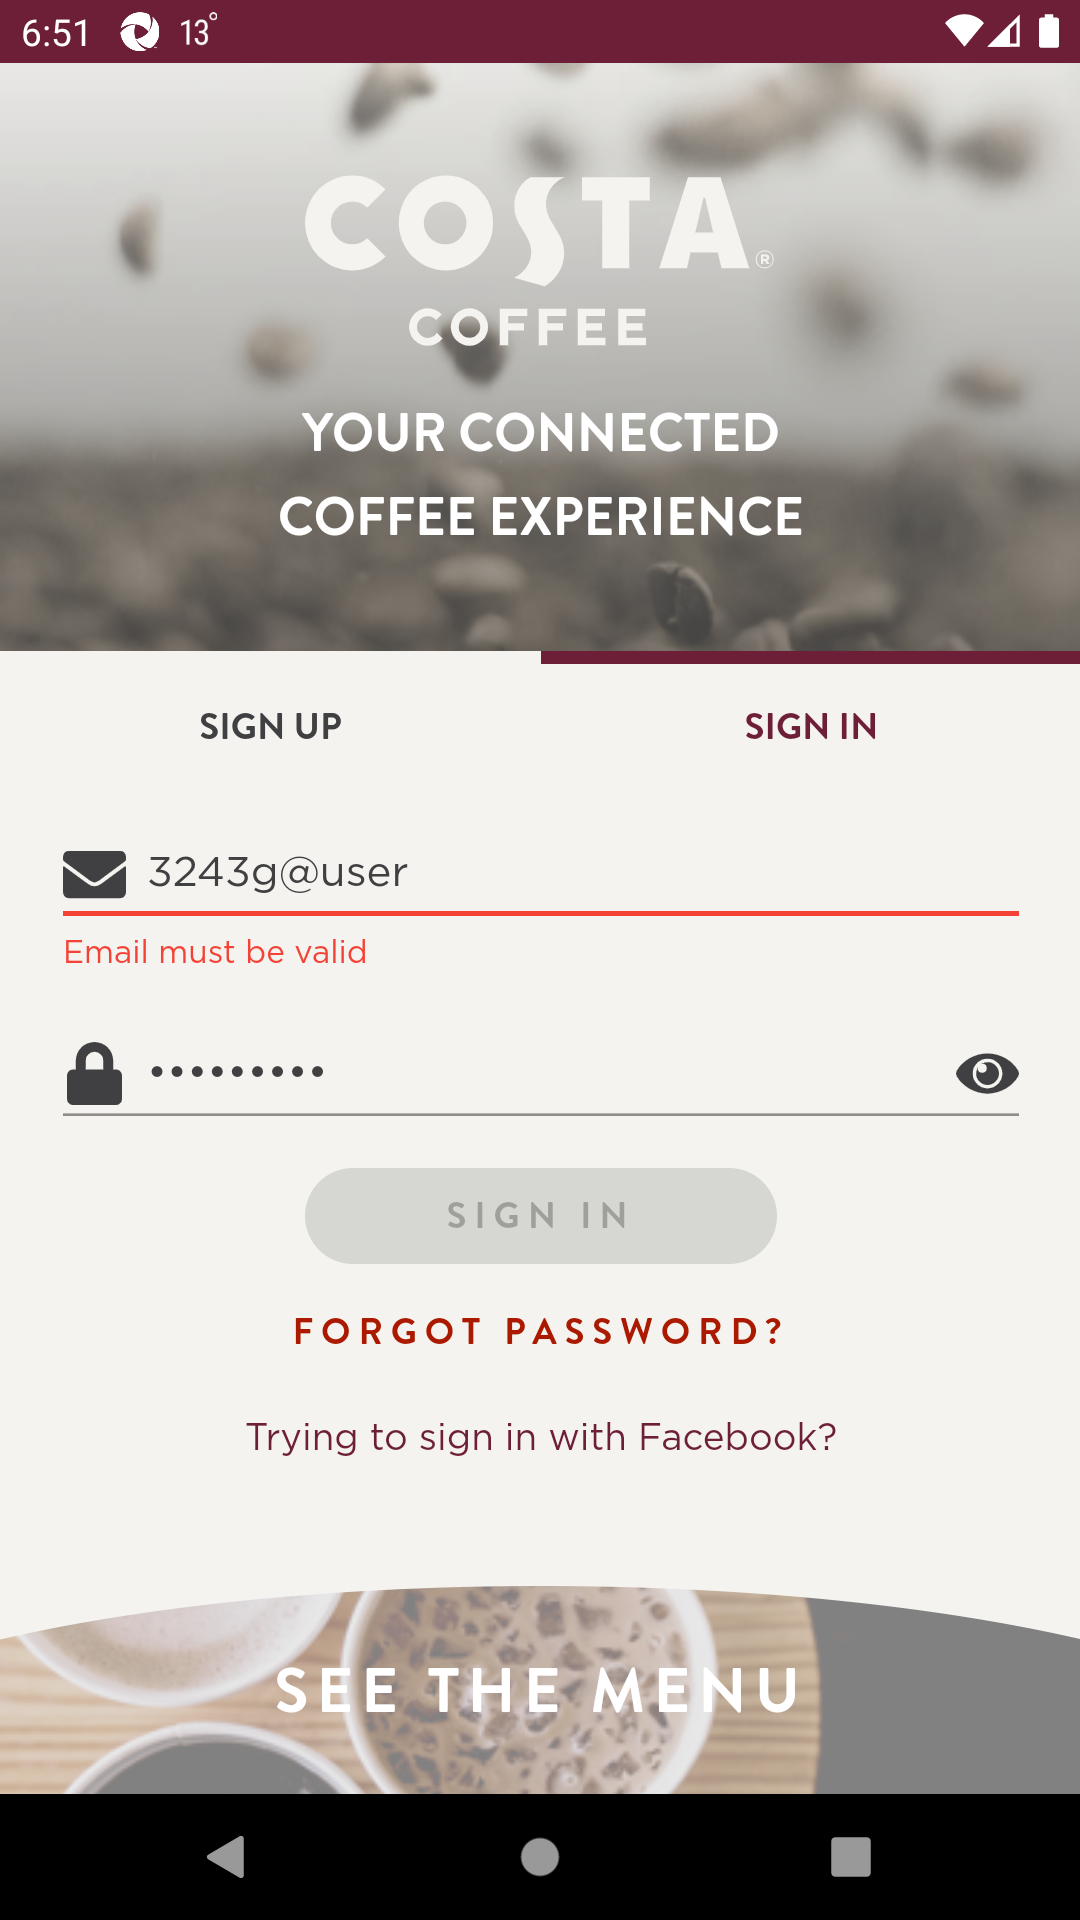 6:51 13°
COSTA®
COFFEE
YOUR CONNECTED
COFFEE EXPERIENCE
SIGN UP SIGN IN
3243g@user
Email must be valid
•••••••••
SIGN IN
FORGOT PASSWORD?
Trying to sign in with Facebook?
SEE THE MENU